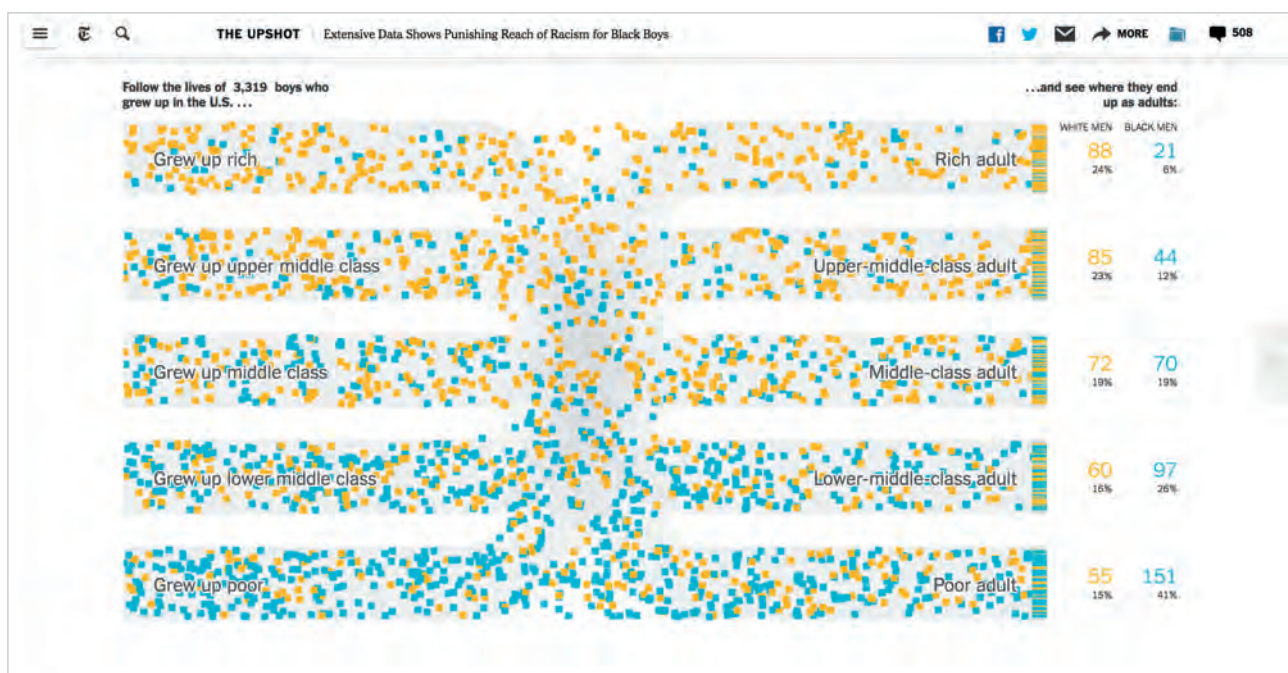 THE UPSHOT Extensive Data Shows Punishing Reach of Racism for Black Boys MORE 508
Follow the lives of 3,319 boys who
grew up in the U.S. ...
...and see where they end
up as adults:
WHITE MEN BLACK MEN
Grew up rich Rich adult 88 21
24% 6%
Grew up upper middle class Upper-middle-class adult 85 44
23% 12%
Grew up middle class Middle-class adult 72 70
19% 19%
Grew up lower middle class Lower-middle-class adult 60 97
16% 26%
Grew up poor Poor adult 55 151
15% 41%